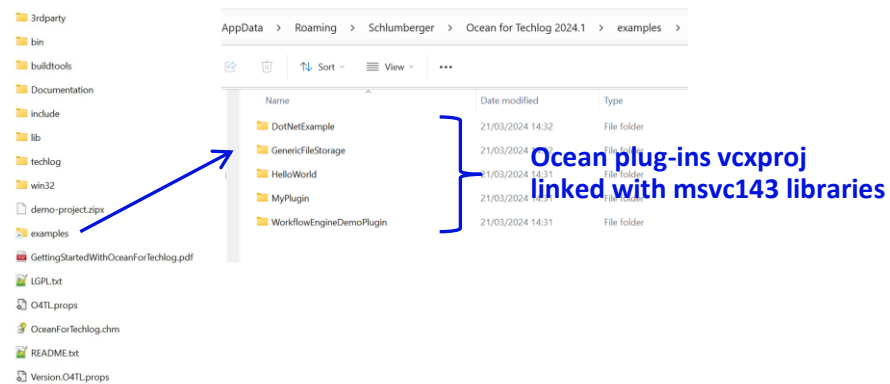 3rdparty
bin
buildtools
Documentation
include
lib
techlog
win32
demo-project.zipx
examples
GettingStartedWithOceanForTechlog.pdf
LGPL.txt
O4TL.props
OceanForTechlog.chm
README.txt
Version.O4TL.props
AppData > Roaming > Schlumberger > Ocean for Techlog 2024.1 > examples >
Sort View ...
Name Date modified Type
DotNetExample 21/03/2024 14:32 File folder
GenericFileStorage 21/03/2024 File folder
HelloWorld 21/03/2024 14:31 File folder
MyPlugin 21/03/2024 14:31 File folder
WorkflowEngineDemoPlugin 21/03/2024 14:31 File folder
Ocean plug-ins vcxproj
linked with msvc143 libraries